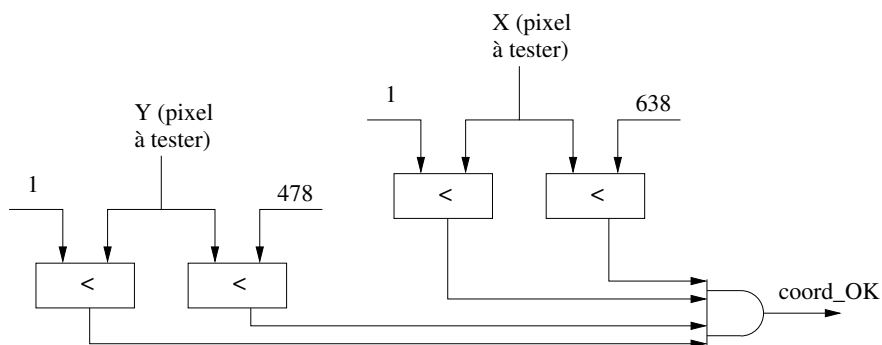 X (pixel
à tester)
1
638
Y (pixel
à tester)
<
<
1
478
<
<
coord_OK